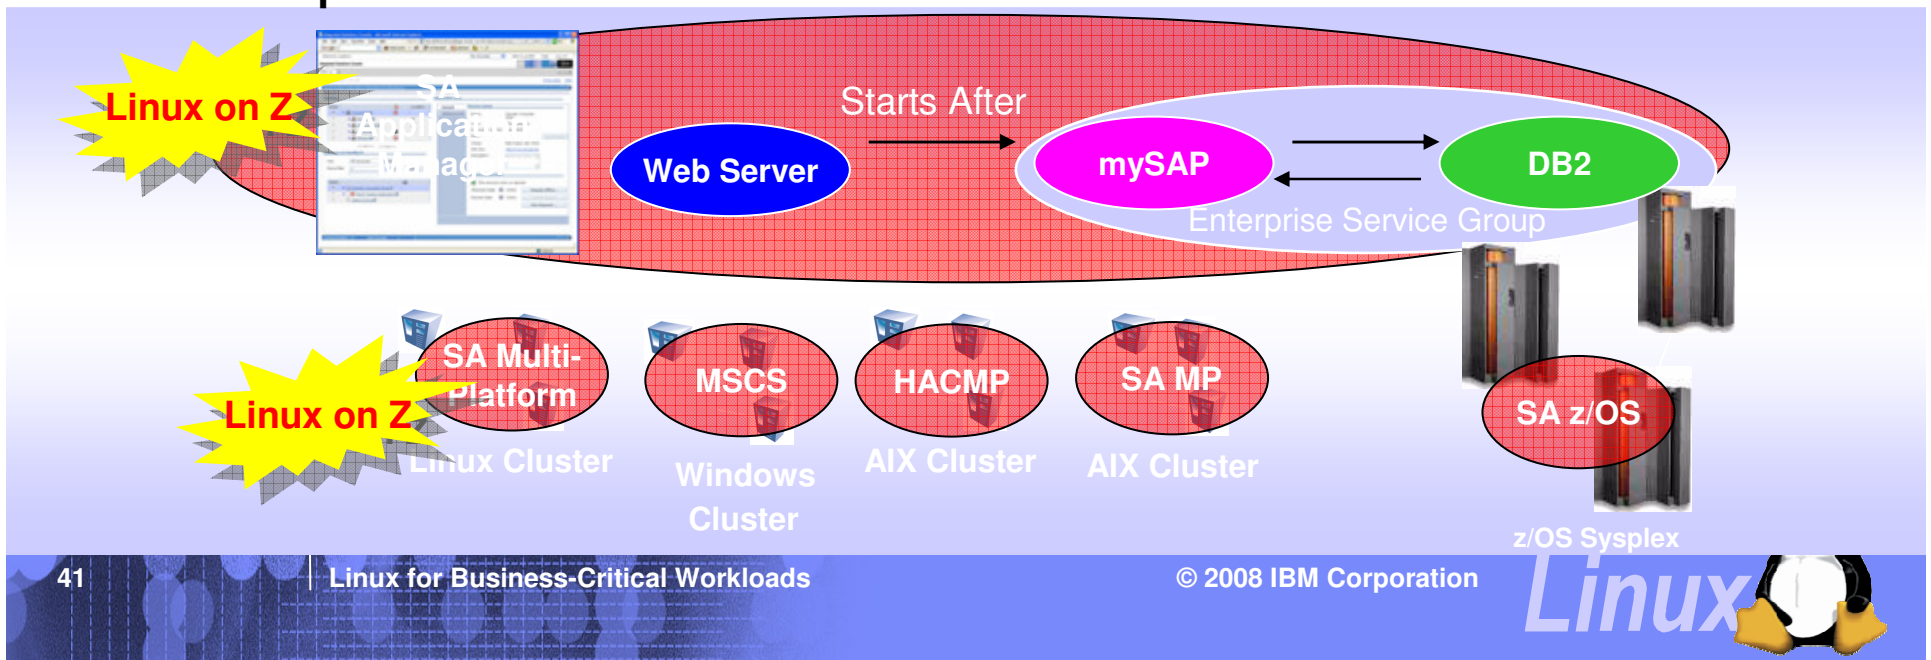 Linux on Z
SA
Application
Manager
Starts After
Web Server
mySAP
DB2
Enterprise Service Group
SA Multi-
Platform
MSCS
HACMP
SA MP
SA z/OS
Linux on Z
Linux Cluster
Windows
Cluster
AIX Cluster
AIX Cluster
z/OS Sysplex
41
Linux for Business-Critical Workloads
© 2008 IBM Corporation
Linux